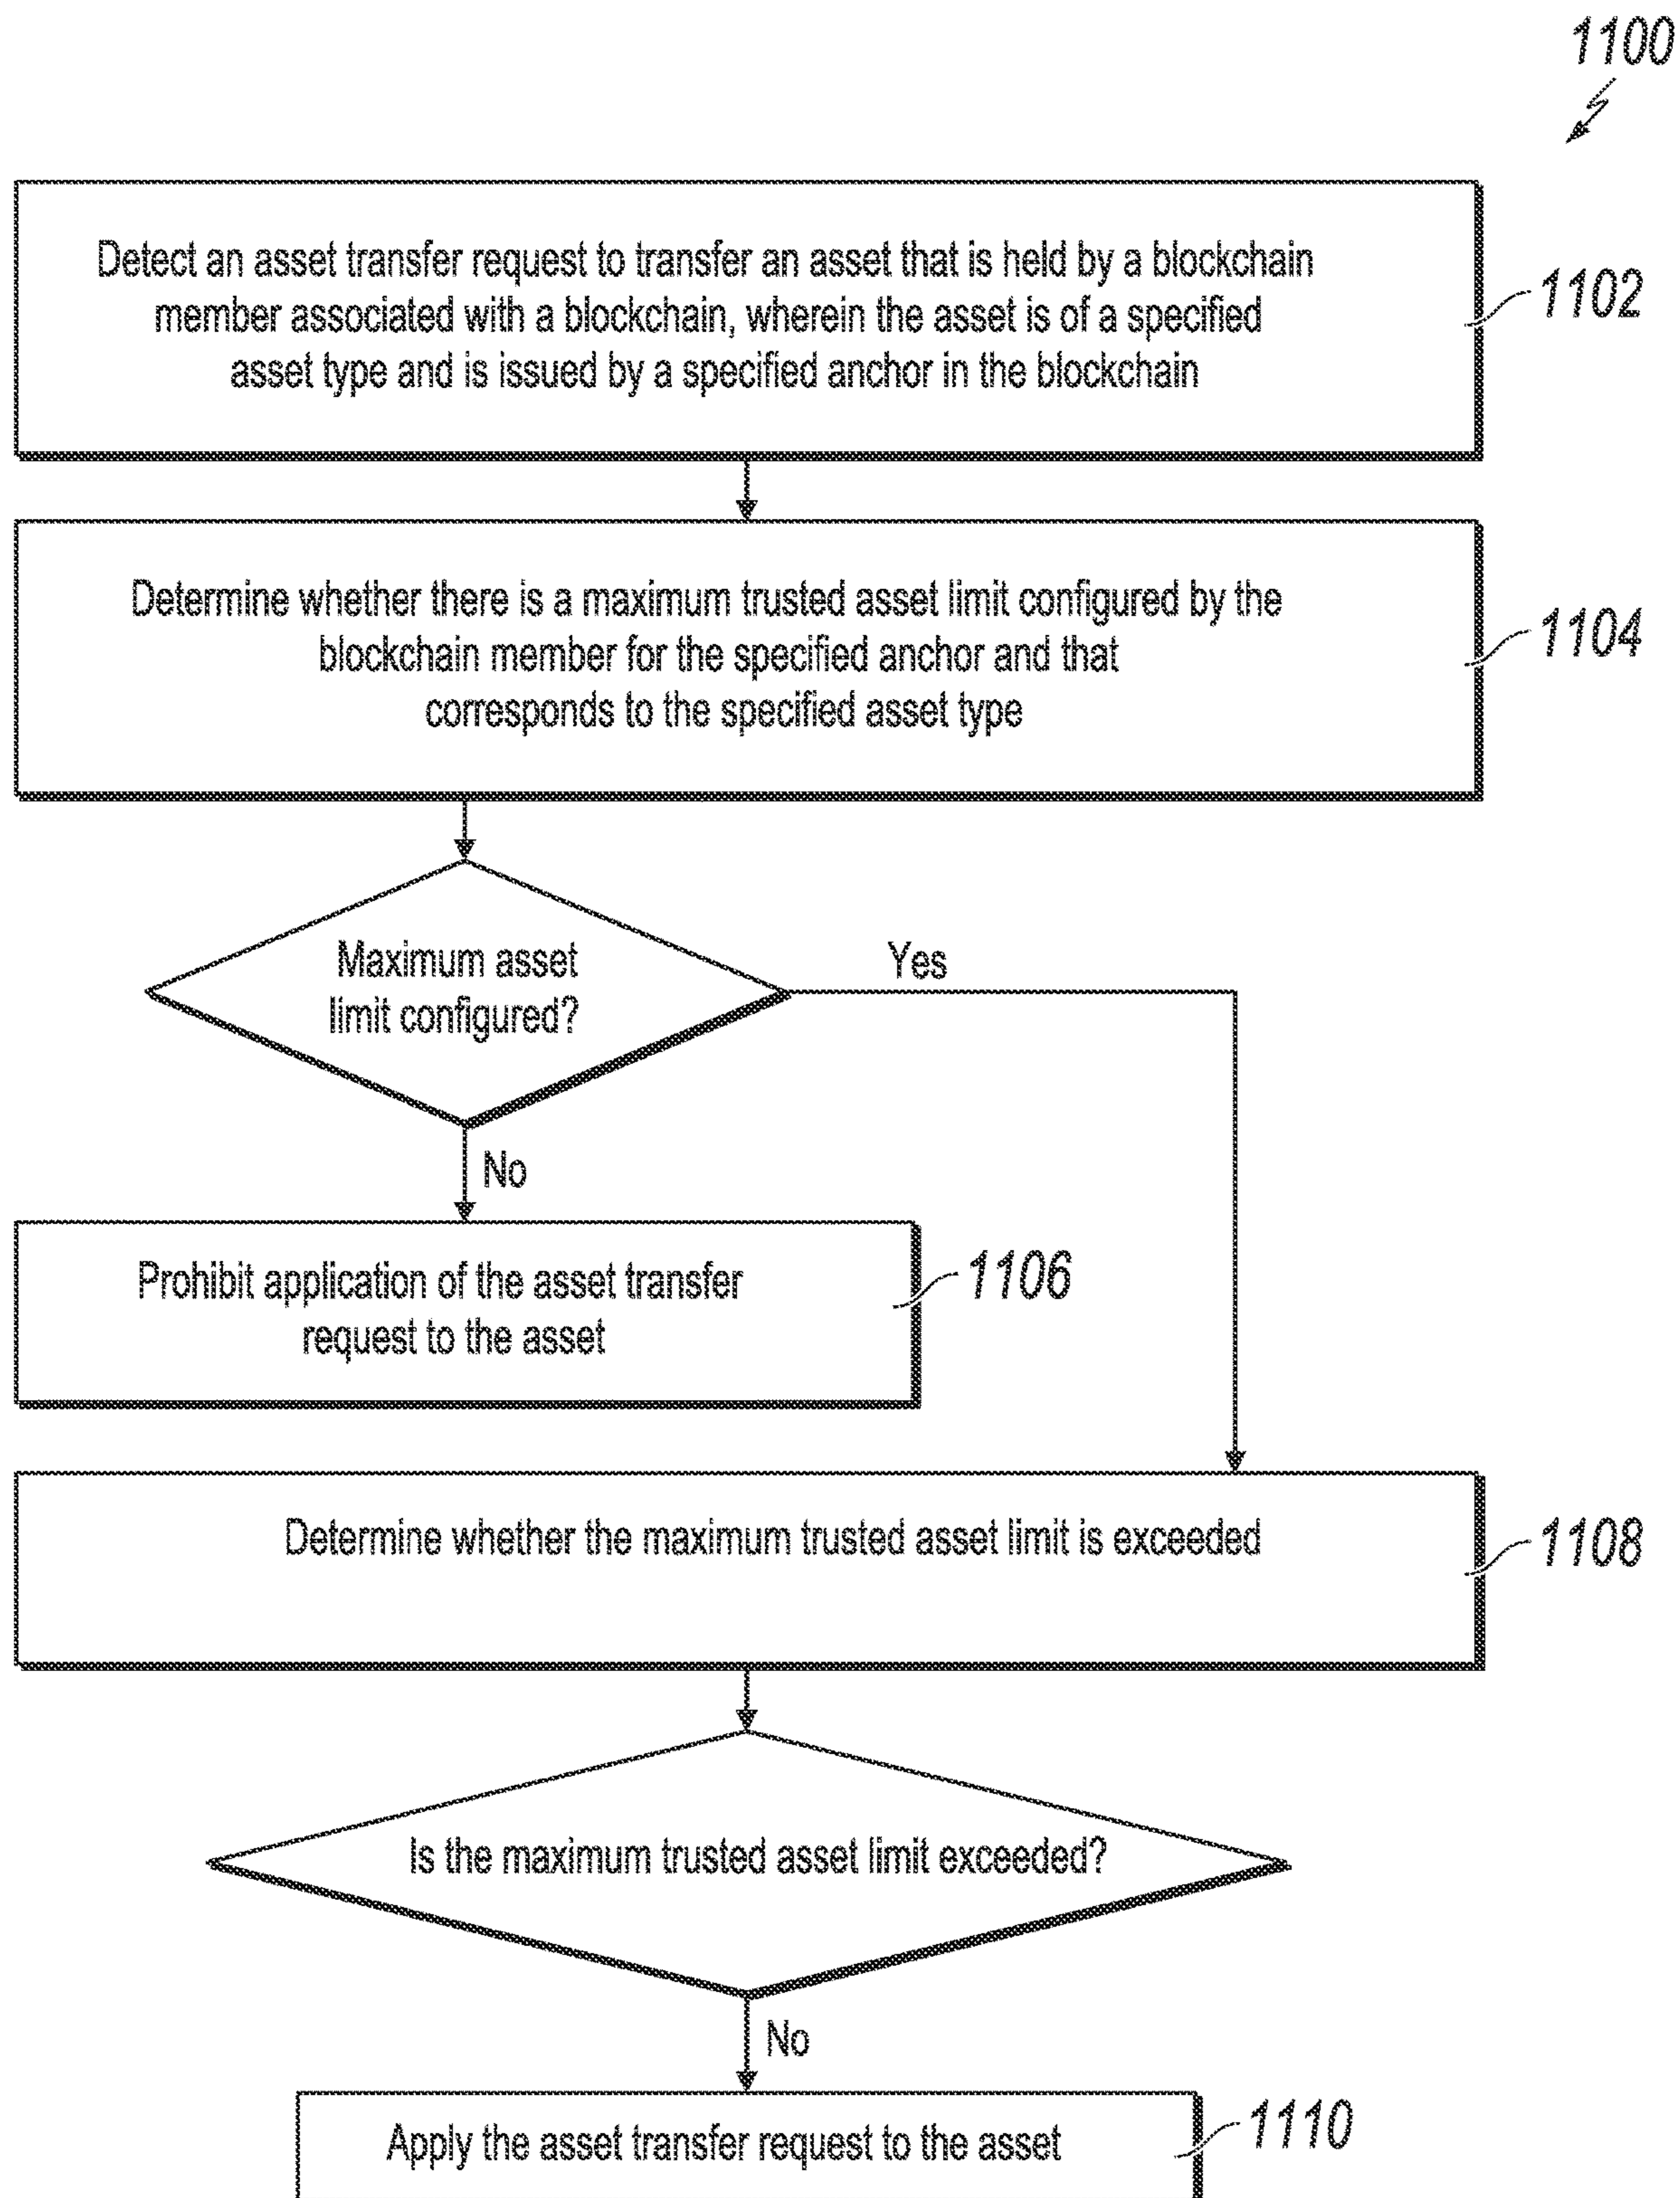 1100
Detect an asset transfer request to transfer an asset that is held by a blockchain
member associated with a blockchain, wherein the asset is of a specified
asset type and is issued by a specified anchor in the blockchain
1102
Determine whether there is a maximum trusted asset limit configured by the
blockchain member for the specified anchor and that
corresponds to the specified asset type
1104
Maximum asset
limit configured?
Yes
No
Prohibit application of the asset transfer
request to the asset
1106
Determine whether the maximum trusted asset limit is exceeded
1108
Is the maximum trusted asset limit exceeded?
No
Apply the asset transfer request to the asset
1110